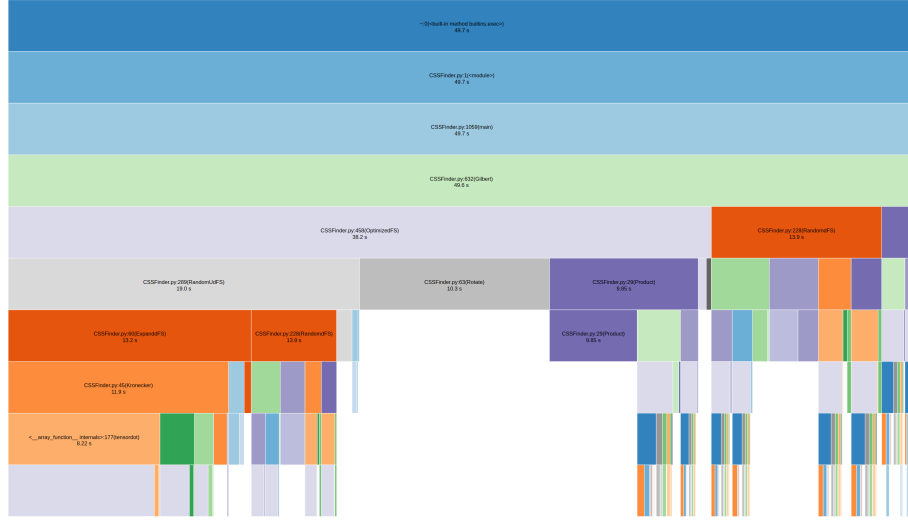 ~:0(<built-in method builtins.exec>)
49.7 s
CSSFinder.py:1(<module>)
49.7 s
CSSFinder.py:1059(main)
49.7 s
CSSFinder.py:632(Gilbert)
49.6 s
CSSFinder.py:458(OptimizedFS)
38.2 s
CSSFinder.py:228(RandomdFS)
13.9 s
CSSFinder.py:289(RandomUdFS)
19.0 s
CSSFinder.py:63(Rotate)
10.3 s
CSSFinder.py:29(Product)
9.85 s
CSSFinder.py:90(ExpanddFS)
13.2 s
CSSFinder.py:228(RandomdFS)
13.9 s
CSSFinder.py:29(Product)
9.85 s
CSSFinder.py:45(Kronecker)
11.9 s
<__array_function__ internals>:177(tensordot)
8.22 s